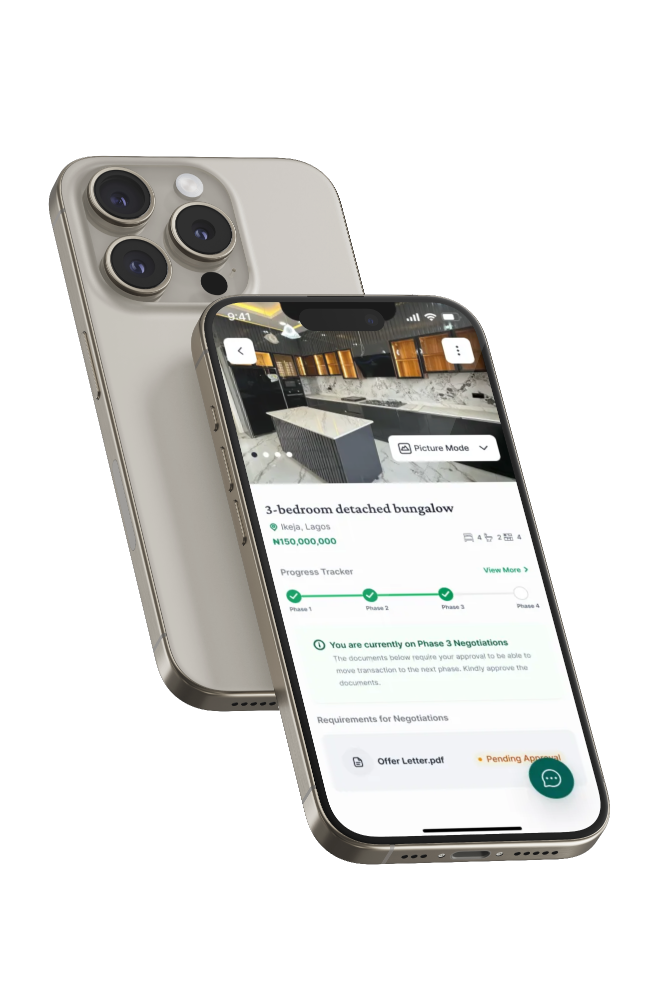 9:41
Picture Mode
3-bedroom detached bungalow
Ikeja, Lagos
₦150,000,000
4 2 4
Progress Tracker
View More
Phase 1 Phase 2 Phase 3 Phase 4
You are currently on Phase 3 Negotiations
The documents below require your approval to be able to
move transaction to the next phase. Kindly approve the
documents.
Requirements for Negotiations
Offer Letter.pdf
Pending Approval